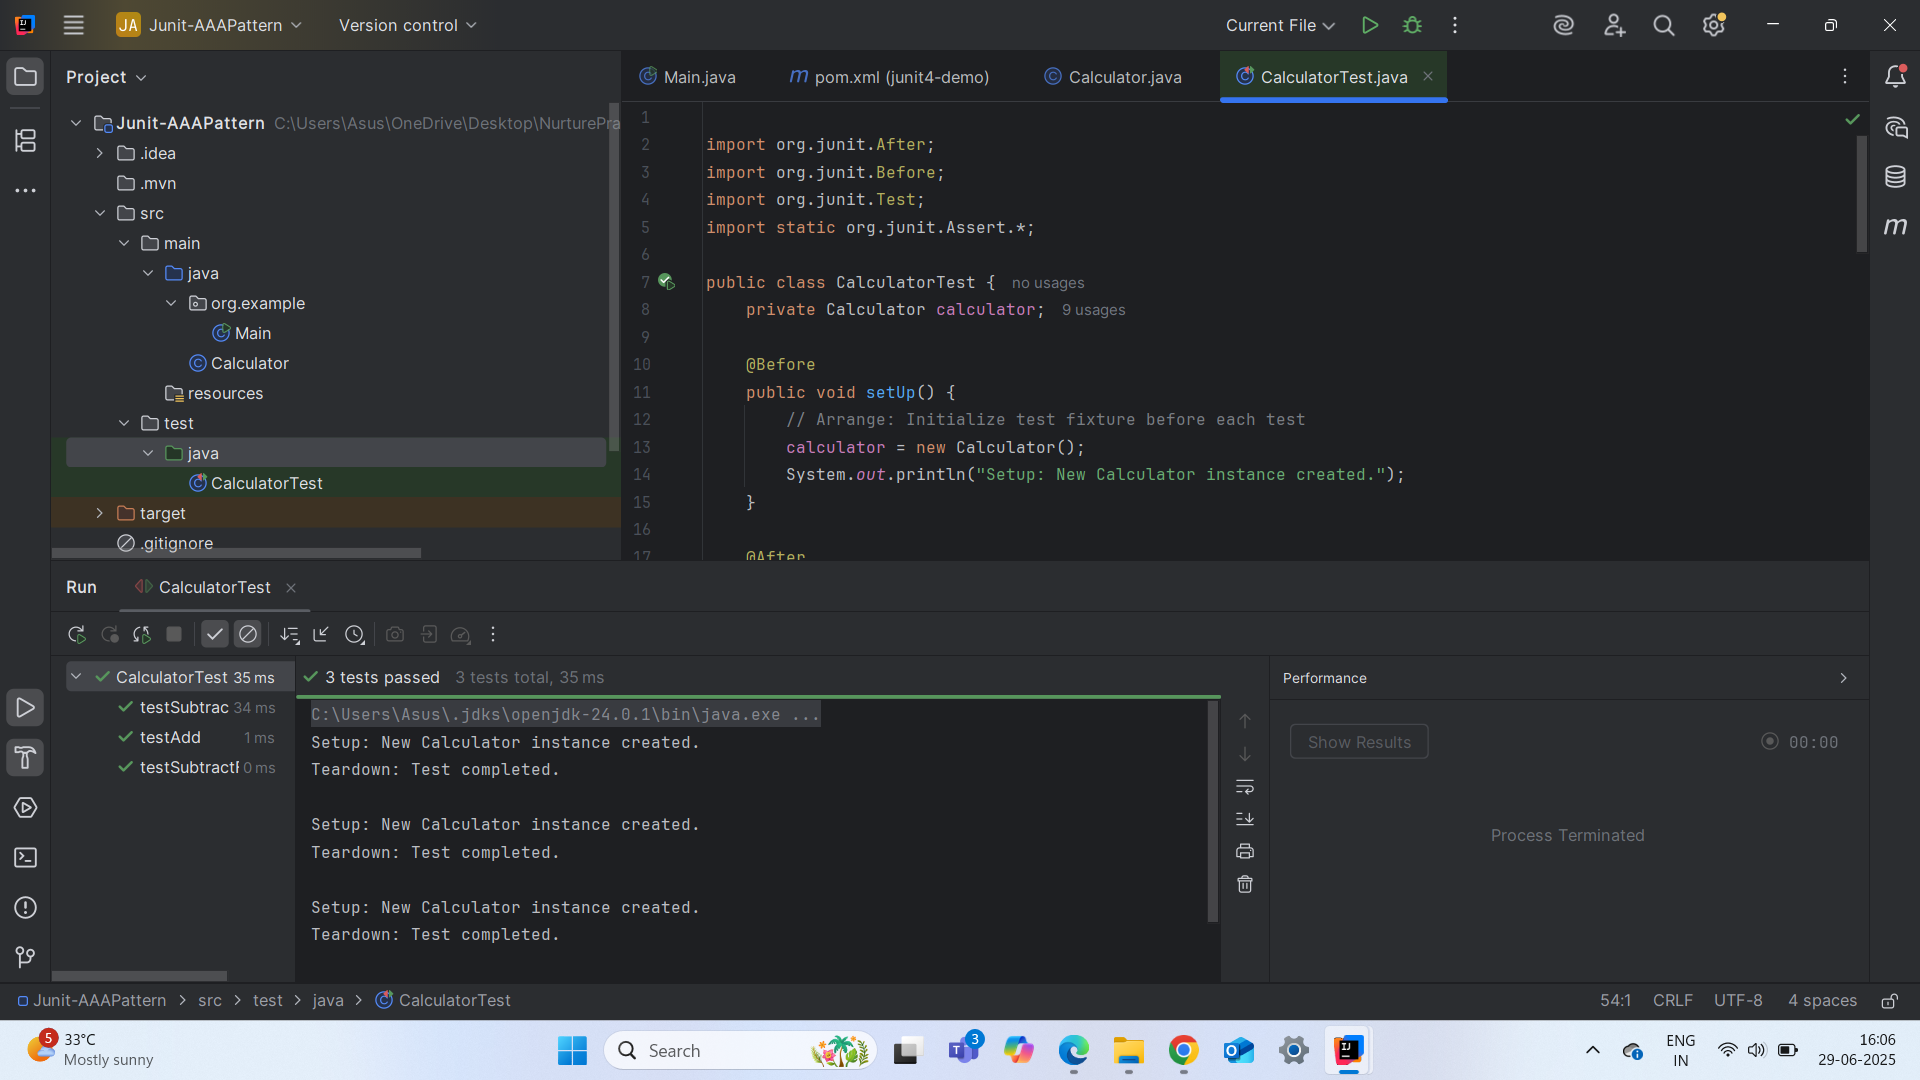 JA Junit-AAAPattern Version control Current File
Project
Main.java pom.xml (junit4-demo) Calculator.java CalculatorTest.java
Junit-AAAPattern C:\Users\Asus\OneDrive\Desktop\NurturePra
.idea
.mvn
src
main
java
org.example
Main
Calculator
resources
test
java
CalculatorTest
target
.gitignore
1
2 import org.junit.After;
3 import org.junit.Before;
4 import org.junit.Test;
5 import static org.junit.Assert.*;
6
7 public class CalculatorTest { no usages
8 private Calculator calculator; 9 usages
9
10 @Before
11 public void setUp() {
12 // Arrange: Initialize test fixture before each test
13 calculator = new Calculator();
14 System.out.println("Setup: New Calculator instance created.");
15 }
16
17 @After
Run CalculatorTest
CalculatorTest 35 ms
testSubtrac 34 ms
testAdd 1 ms
testSubtract 0 ms
3 tests passed 3 tests total, 35 ms
C:\Users\Asus\.jdks\openjdk-24.0.1\bin\java.exe ...
Setup: New Calculator instance created.
Teardown: Test completed.
Setup: New Calculator instance created.
Teardown: Test completed.
Setup: New Calculator instance created.
Teardown: Test completed.
Performance
Show Results 00:00
Process Terminated
Junit-AAAPattern > src > test > java > CalculatorTest
54:1 CRLF UTF-8 4 spaces
5
33°C
Mostly sunny
Search
3
ENG
IN
16:06
29-06-2025